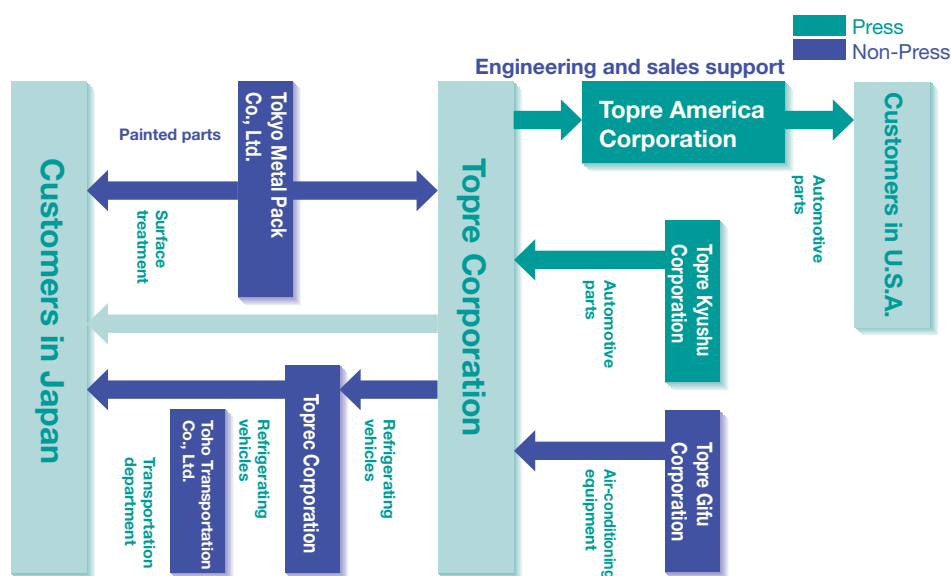 Press
Non-Press
Engineering and sales support
Customers in Japan
Painted parts
Surface
treatment
Tokyo Metal Pack
Co., Ltd.
Topre Corporation
Topre America
Corporation
Automotive
parts
Customers in U.S.A.
Automotive
parts
Topre Kyushu
Corporation
Transportation
department
Toho Transportation
Co., Ltd.
Refrigerating
vehicles
Toprec Corporation
Refrigerating
vehicles
Air-conditioning
equipment
Topre Gifu
Corporation